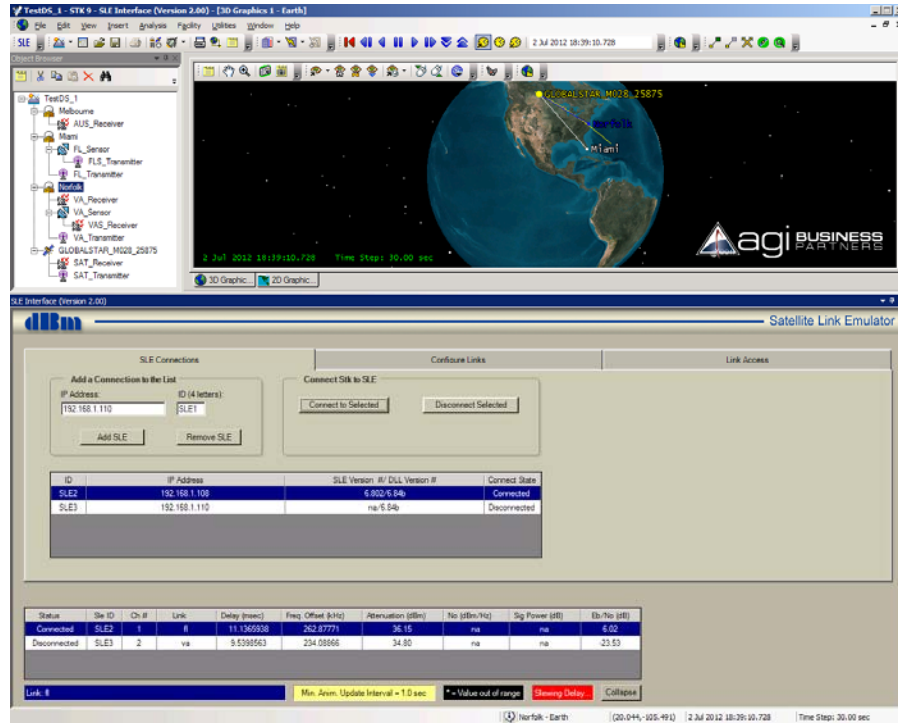 TestDS_1 - STK 9 - SLE Interface (Version 2.00) - [3D Graphics 1 - Earth]
File Edit View Insert Analysis Facility Utilities Window Help
SLE
2 Jul 2012 18:39:10.728
Object Browser
TestDS_1
Melbourne
AUS_Receiver
Miami
FL_Sensor
FLS_Transmitter
FL_Transmitter
Norfolk
VA_Receiver
VA_Sensor
VAS_Receiver
VA_Transmitter
GLOBALSTAR_M028_25875
SAT_Receiver
SAT_Transmitter
GLOBALSTAR_M028_25875
Norfolk
Miami
agi BUSINESS PARTNERS
2 Jul 2012 18:39:10.728 Time Step: 30.00 sec
3D Graphic... 2D Graphic...
SLE Interface (Version 2.00)
dBm
Satellite Link Emulator
SLE Connections Configure Links Link Access
Add a Connection to the List
IP Address: ID (4 letters):
192.168.1.110 SLE1
Add SLE Remove SLE
Connect Stk to SLE
Connect to Selected Disconnect Selected
ID IP Address SLE Version #/ DLL Version # Connect State
SLE2 192.168.1.108 6.802/6.84b Connected
SLE3 192.168.1.110 na/6.84b Disconnected
Status Sle ID Ch # Link Delay (msec) Freq. Offset (kHz) Attenuation (dBm) No (dBm/Hz) Sig Power (dB) Eb/No (dB)
Connected SLE2 1 fl 11.1365938 262.87771 36.15 na na 6.02
Disconnected SLE3 2 va 9.5398563 234.08866 34.80 na na -23.53
Link: fl
Min. Anim. Update Interval = 1.0 sec
* = Value out of range
Slewing Delay...
Collapse
Norfolk - Earth (20.044,-105.491) 2 Jul 2012 18:39:10.728 Time Step: 30.00 sec